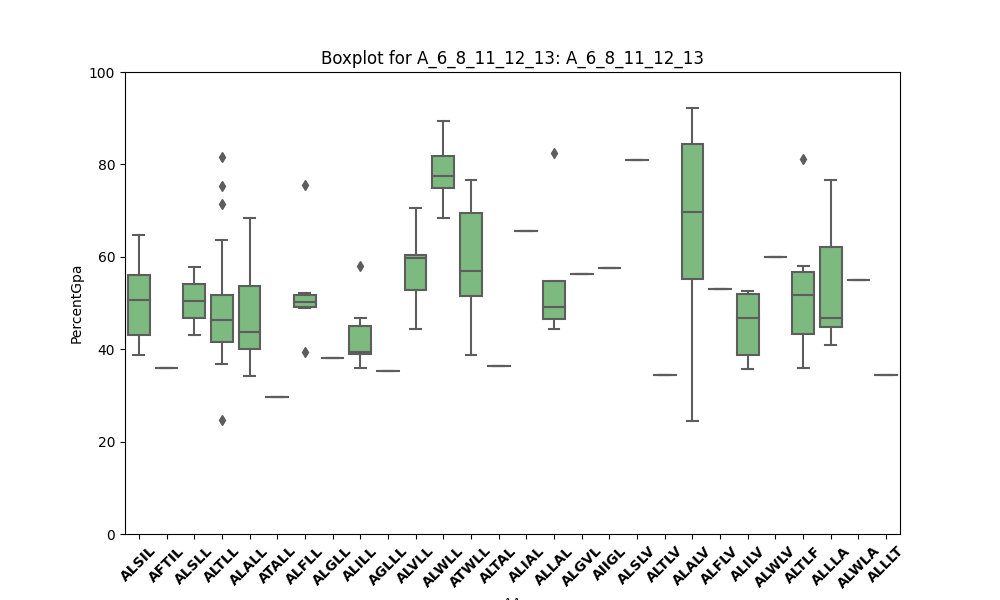 Boxplot for A_6_8_11_12_13: A_6_8_11_12_13
PercentGpa
100
80
60
40
20
0
ALSIL
AFTIL
ALSLL
ALTLL
ALALL
ATALL
ALFLL
ALGLL
ALILL
AGLLL
ALVLL
ALWLL
ATWLL
ALTAL
ALIAL
ALLAL
ALGVL
AIIGL
ALSLV
ALTLV
ALALV
ALFLV
ALILV
ALWLV
ALTLF
ALLLA
ALWLA
ALLLT